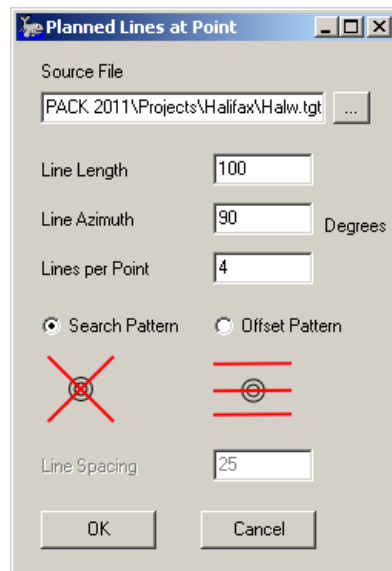 Planned Lines at Point
Source File
PACK 2011\Projects\Halifax\Halw.tgt
...
Line Length
100
Line Azimuth
90
Degrees
Lines per Point
4
Search Pattern
Offset Pattern
Line Spacing
25
OK
Cancel